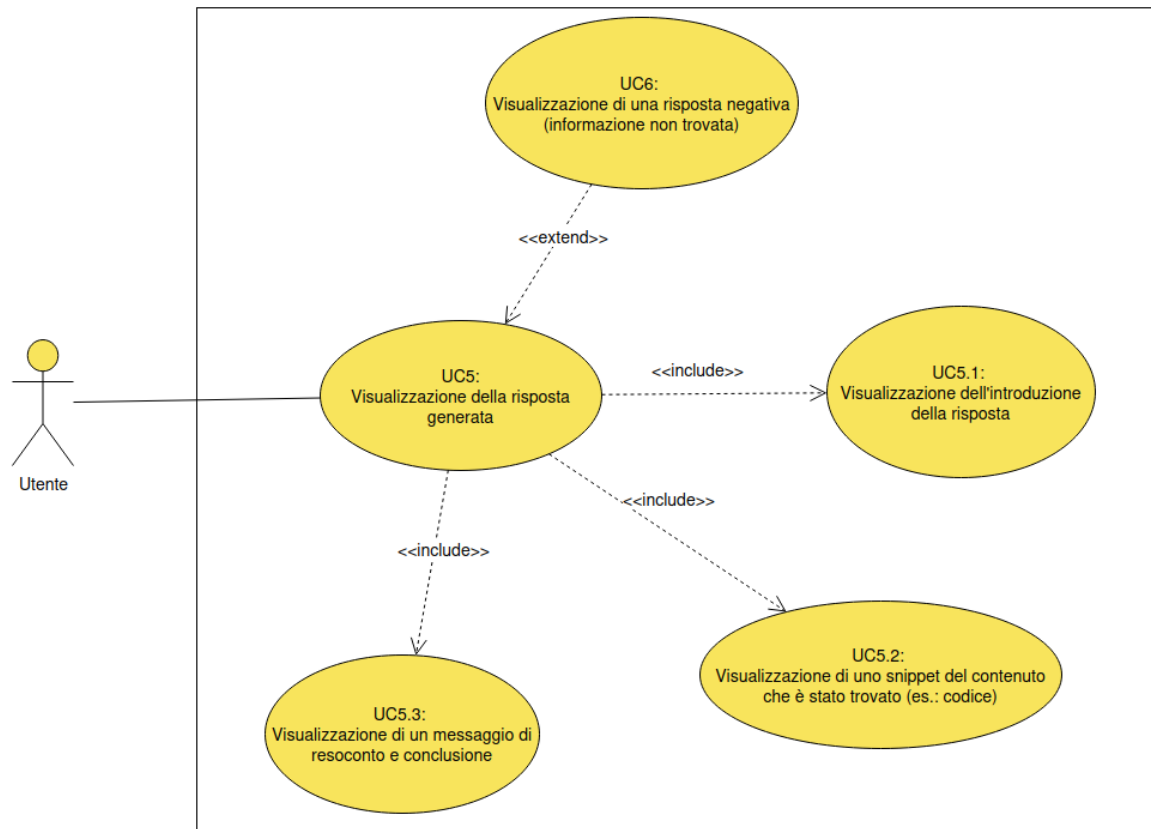 UC6:
Visualizzazione di una risposta negativa
(informazione non trovata)
<<extend>>
UC5:
Visualizzazione della risposta
generata
<<include>>
UC5.1:
Visualizzazione dell'introduzione
della risposta
Utente
<<include>>
<<include>>
UC5.2:
Visualizzazione di uno snippet del contenuto
che è stato trovato (es.: codice)
UC5.3:
Visualizzazione di un messaggio di
resoconto e conclusione